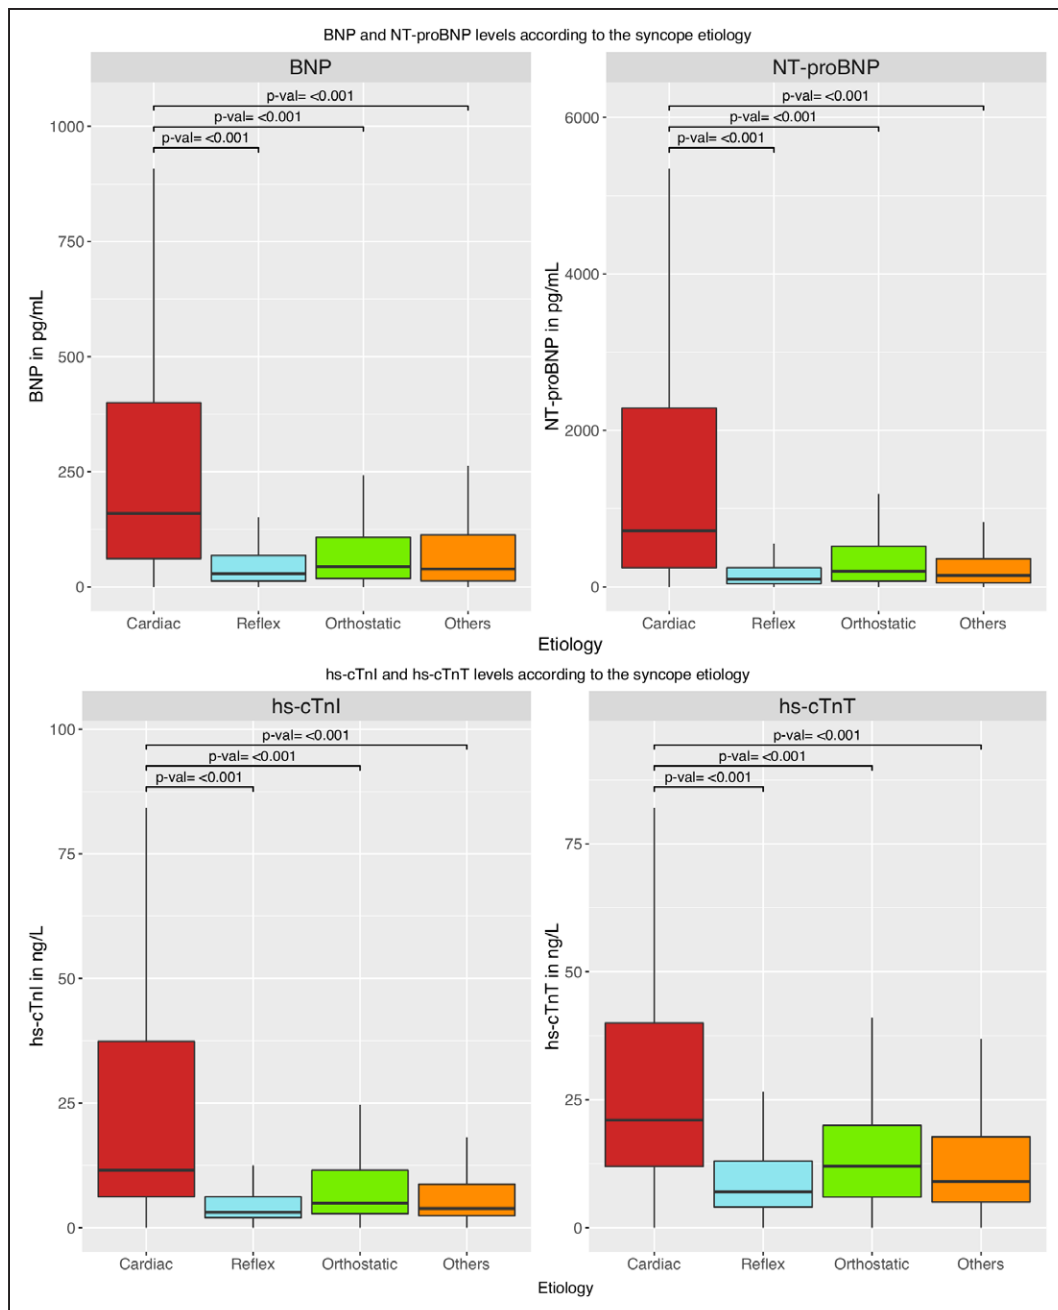 BNP and NT-proBNP levels according to the syncope etiology
BNP
NT-proBNP
p-val= <0.001
p-val= <0.001
p-val= <0.001
1000
750
500
250
0
BNP in pg/mL
Cardiac
Reflex
Orthostatic
Others
p-val= <0.001
p-val= <0.001
p-val= <0.001
6000
4000
2000
0
NT-proBNP in pg/mL
Cardiac
Reflex
Orthostatic
Others
Etiology
hs-cTnI and hs-cTnT levels according to the syncope etiology
hs-cTnI
hs-cTnT
p-val= <0.001
p-val= <0.001
p-val= <0.001
100
75
50
25
0
hs-cTnI in ng/L
Cardiac
Reflex
Orthostatic
Others
p-val= <0.001
p-val= <0.001
p-val= <0.001
75
50
25
0
hs-cTnT in ng/L
Cardiac
Reflex
Orthostatic
Others
Etiology